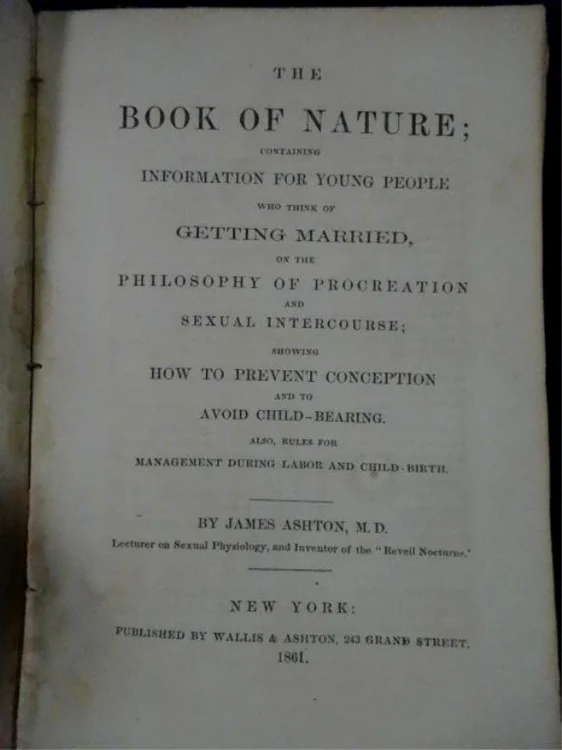 THE
BOOK OF NATURE;
CONTAINING
INFORMATION FOR YOUNG PEOPLE
WHO THINK OF
GETTING MARRIED,
ON THE
PHILOSOPHY OF PROCREATION
AND
SEXUAL INTERCOURSE;
SHOWING
HOW TO PREVENT CONCEPTION
AND TO
AVOID CHILD-BEARING.
ALSO, RULES FOR
MANAGEMENT DURING LABOR AND CHILD-BIRTH.
BY JAMES ASHTON, M. D.
Lecturer on Sexual Physiology, and Inventor of the "Reveil Nocturne."
NEW YORK:
PUBLISHED BY WALLIS & ASHTON, 243 GRAND STREET.
1861.